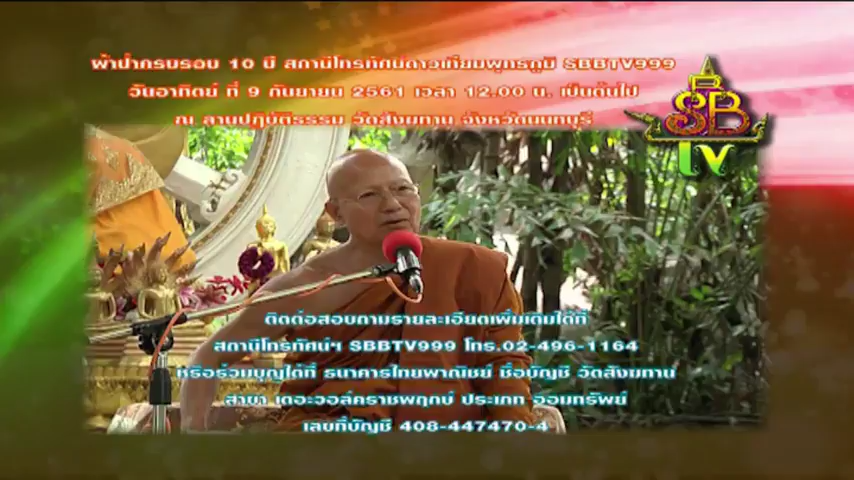 ผ้าป่าครบรอบ 10 ปี สถานีโทรทัศน์ดาวเทียมพุทธภูมิ SBBTV999
วันอาทิตย์ ที่ 9 กันยายน 2561 เวลา 12.00 น. เป็นต้นไป
ณ ลานปฏิบัติธรรม วัดสังฆทาน จังหวัดนนทบุรี
SBB
TV
ติดต่อสอบถามรายละเอียดเพิ่มเติมได้ที่
สถานีโทรทัศน์ฯ SBBTV999 โทร.02-496-1164
หรือร่วมบุญได้ที่ ธนาคารไทยพาณิชย์ ชื่อบัญชี วัดสังฆทาน
สาขา เดอะวอล์คราชพฤกษ์ ประเภท ออมทรัพย์
เลขที่บัญชี 408-447470-4